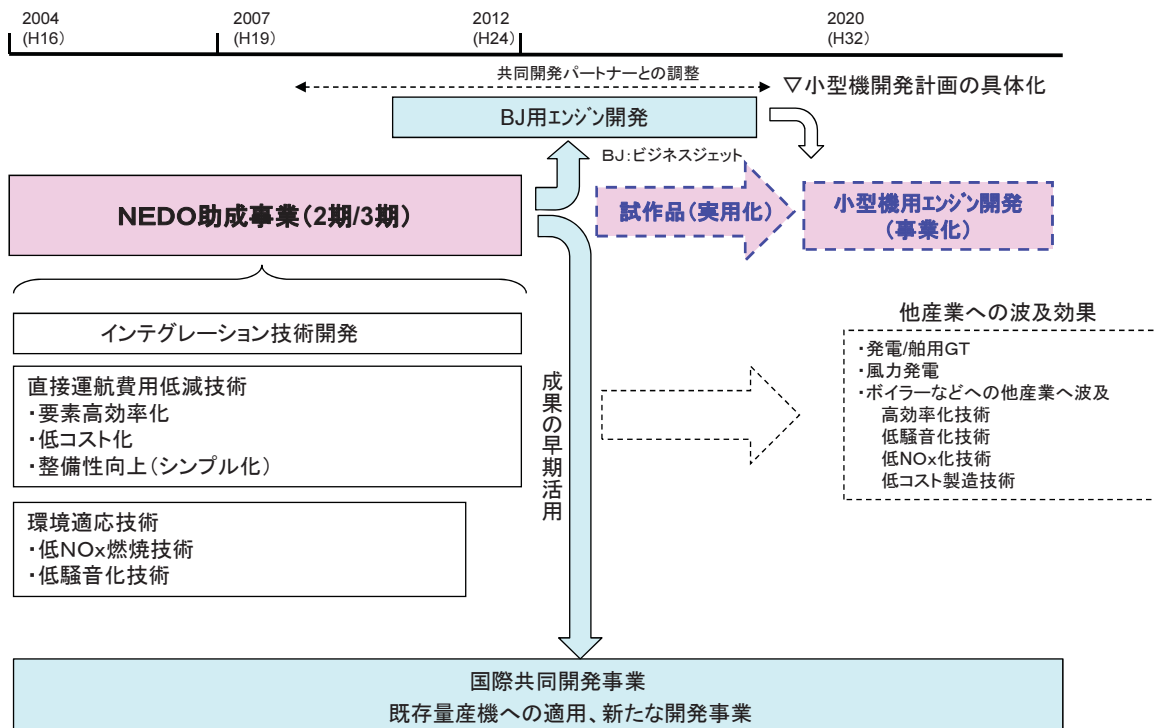 2004
(H16)
2007
(H19)
2012
(H24)
2020
(H32)
共同開発パートナーとの調整
▽小型機開発計画の具体化
BJ用エンジン開発
BJ:ビジネスジェット
NEDO助成事業(2期/3期)
試作品(実用化)
小型機用エンジン開発
(事業化)
インテグレーション技術開発
直接運航費用低減技術
・要素高効率化
・低コスト化
・整備性向上(シンプル化)
環境適応技術
・低NOx燃焼技術
・低騒音化技術
成果の早期活用
他産業への波及効果
・発電/舶用GT
・風力発電
・ボイラーなどへの他産業へ波及
高効率化技術
低騒音化技術
低NOx化技術
低コスト製造技術
国際共同開発事業
既存量産機への適用、新たな開発事業